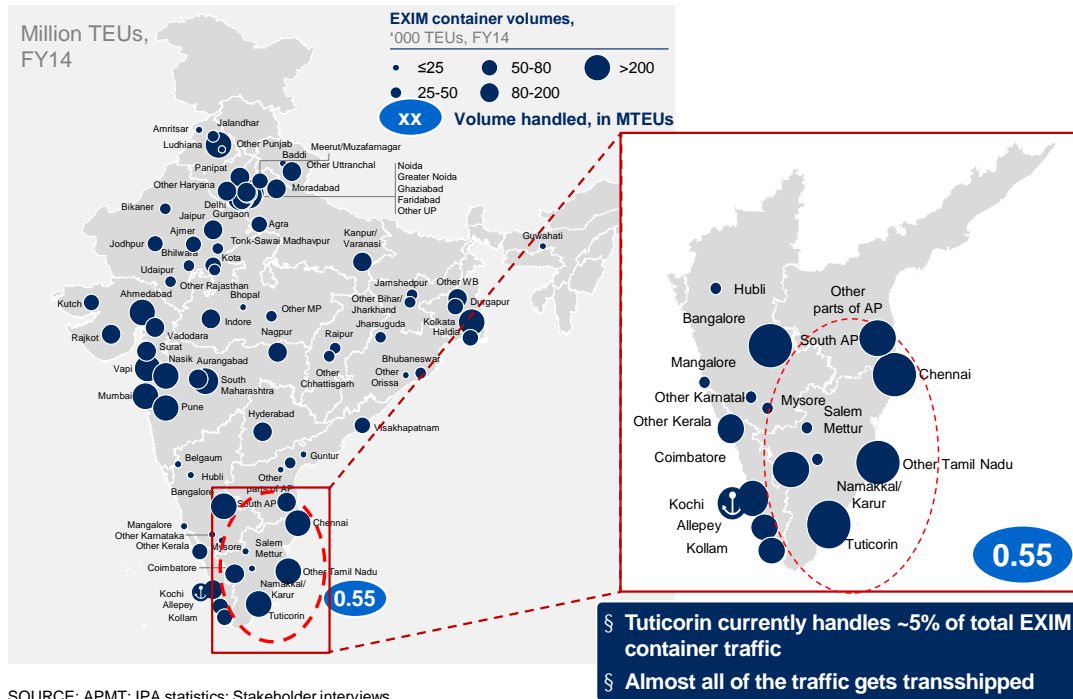 Million TEUs,
FY14
EXIM container volumes,
‘000 TEUs, FY14
≤25
50-80
>200
25-50
80-200
xx
Volume handled, in MTEUs
Amritsar
Jalandhar
Ludhiana
Other Punjab
Meerut/Muzafarnagar
Baddi
Other Uttranchal
Panipat
Noida
Greater Noida
Ghaziabad
Faridabad
Other UP
Other Haryana
Moradabad
Delhi
Bikaner
Gurgaon
Jaipur
Agra
Ajmer
Tonk-Sawai Madhavpur
Kanpur/
Varanasi
Guwahati
Jodhpur
Bhilwara
Kota
Udaipur
Other Rajasthan
Jamshedpur
Other WB
Kutch
Ahmedabad
Bhopal
Other MP
Other Bihar/
Jharkhand
Durgapur
Rajkot
Vadodara
Indore
Nagpur
Raipur
Jharsuguda
Kolkata
Haldia
Surat
Nasik
Aurangabad
Vapi
South
Maharashtra
Other
Chhattisgarh
Bhubaneswar
Other
Orissa
Mumbai
Pune
Hyderabad
Visakhapatnam
Belgaum
Guntur
Hubli
Other
parts of AP
Bangalore
South AP
Mangalore
Chennai
Other Karnataka
Other Kerala
Mysore
Salem
Mettur
Coimbatore
Other Tamil Nadu
Kochi
Namakkal/
Karur
Allepey
Tuticorin
Kollam
0.55
Hubli
Other
parts of AP
Bangalore
South AP
Mangalore
Chennai
Other Karnatak
Mysore
Other Kerala
Salem
Mettur
Coimbatore
Other Tamil Nadu
Namakkal/
Karur
Kochi
Allepey
Tuticorin
Kollam
0.55
§ Tuticorin currently handles ~5% of total EXIM
container traffic
§ Almost all of the traffic gets transshipped
SOURCE: APMT; IPA statistics; Stakeholder interviews